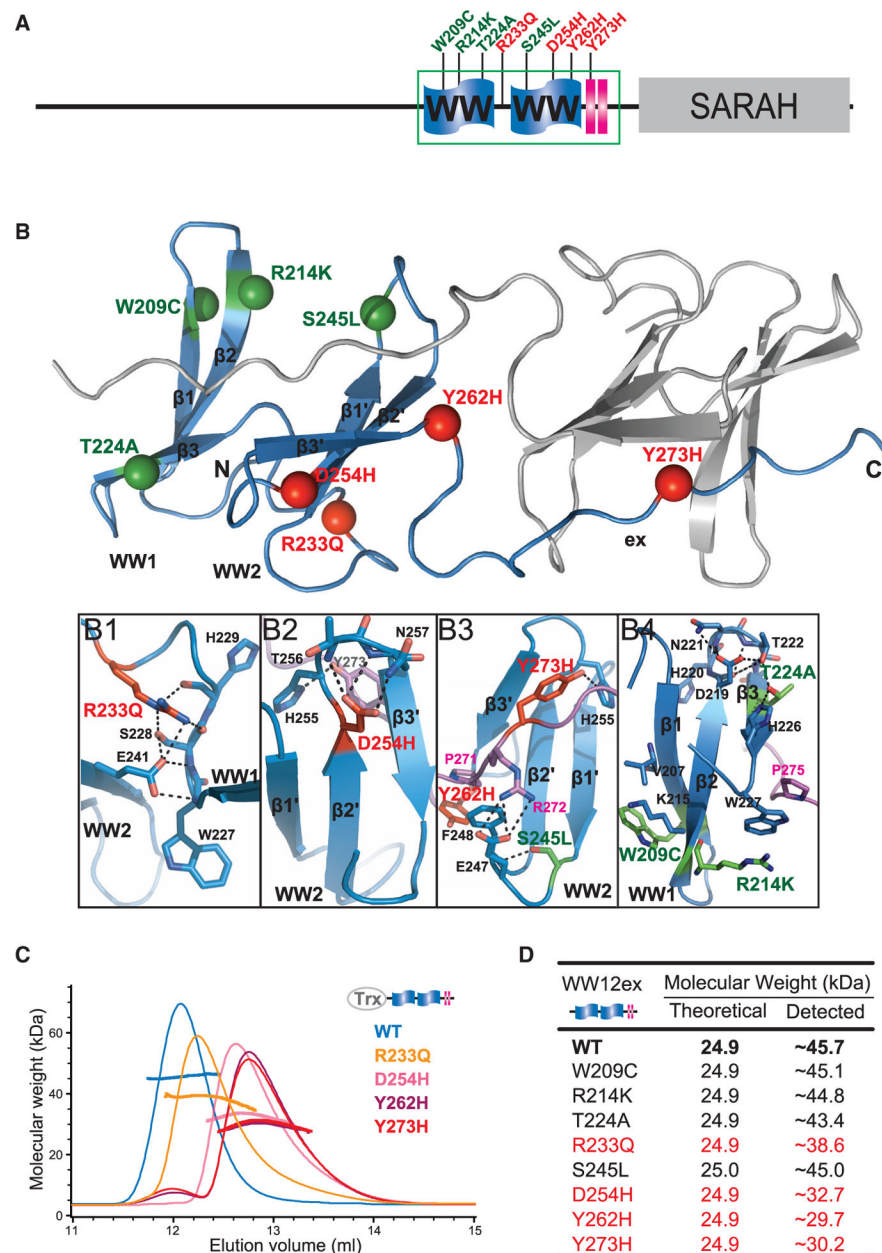 A
W209C R214K T224A R233Q S245L D254H Y262H Y273H
WW WW SARAH
B
R214K
W209C
S245L
β2
β1
Y262H
β1' β2'
T224A
β3
N
β3'
Y273H
D254H
C
R233Q
ex
WW1
WW2
B1
H229
R233Q
S228
E241
WW1
WW2
W227
B2
N257
T256
Y273
β3'
H255
D254H
β1'
β2'
WW2
B3
Y273H
β3'
H255
P271
β2'
β1'
Y262H
R272
F248
S245L
E247
WW2
B4
N221
T222
H220
T224A
D219
β3
β1
H226
V207
β2
P275
K215
W227
W209C
R214K
WW1
C
Molecular weight (kDa)
60
40
20
0
11 12 13 14 15
Elution volume (ml)
Trx
WT
R233Q
D254H
Y262H
Y273H
D
WW12ex Molecular Weight (kDa)
Theoretical Detected
WT 24.9 ~45.7
W209C 24.9 ~45.1
R214K 24.9 ~44.8
T224A 24.9 ~43.4
R233Q 24.9 ~38.6
S245L 25.0 ~45.0
D254H 24.9 ~32.7
Y262H 24.9 ~29.7
Y273H 24.9 ~30.2